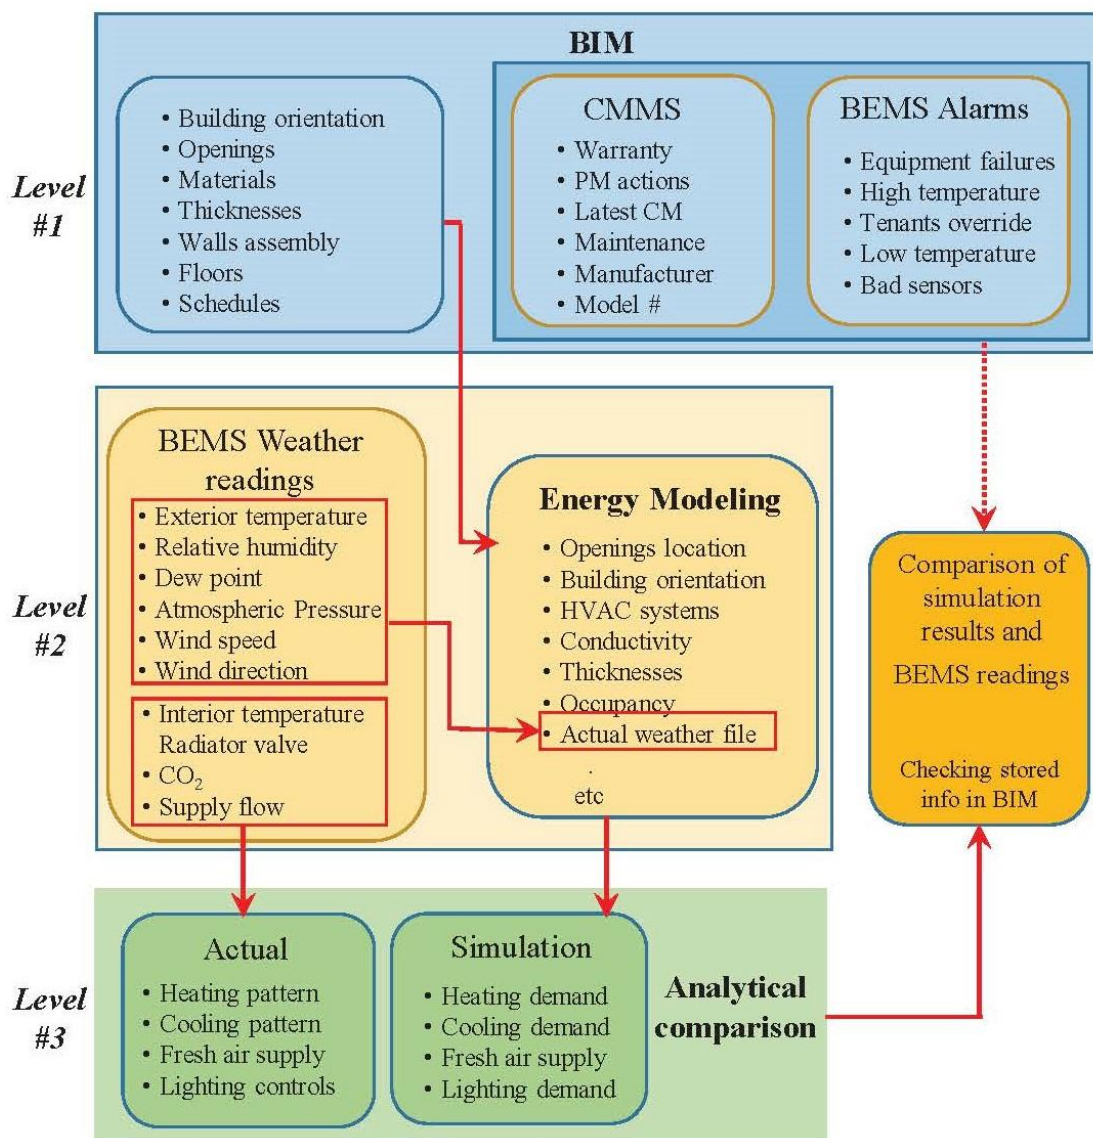 BIM
Level
#1
• Building orientation
• Openings
• Materials
• Thicknesses
• Walls assembly
• Floors
• Schedules
CMMS
• Warranty
• PM actions
• Latest CM
• Maintenance
• Manufacturer
• Model #
BEMS Alarms
• Equipment failures
• High temperature
• Tenants override
• Low temperature
• Bad sensors
Level
#2
BEMS Weather
readings
• Exterior temperature
• Relative humidity
• Dew point
• Atmospheric Pressure
• Wind speed
• Wind direction
• Interior temperature
Radiator valve
• CO₂
• Supply flow
Energy Modeling
• Openings location
• Building orientation
• HVAC systems
• Conductivity
• Thicknesses
• Occupancy
• Actual weather file
.
etc
Comparison of
simulation
results and
BEMS readings
Checking stored
info in BIM
Level
#3
Actual
• Heating pattern
• Cooling pattern
• Fresh air supply
• Lighting controls
Simulation
• Heating demand
• Cooling demand
• Fresh air supply
• Lighting demand
Analytical
comparison